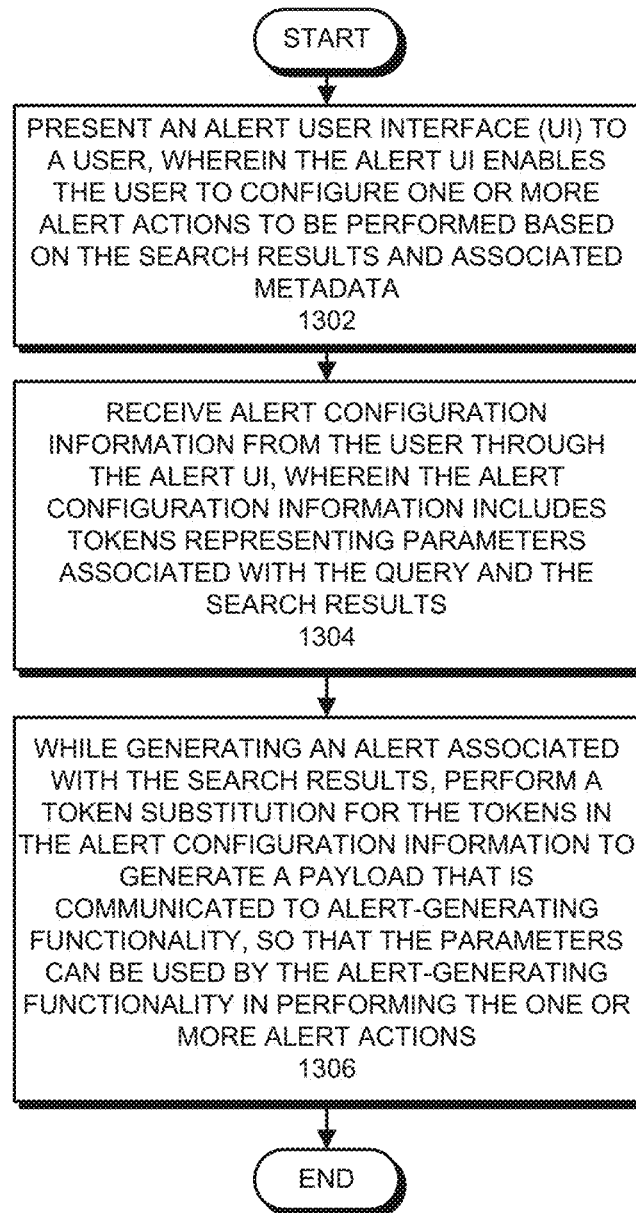 START
PRESENT AN ALERT USER INTERFACE (UI) TO
A USER, WHEREIN THE ALERT UI ENABLES
THE USER TO CONFIGURE ONE OR MORE
ALERT ACTIONS TO BE PERFORMED BASED
ON THE SEARCH RESULTS AND ASSOCIATED
METADATA
1302
RECEIVE ALERT CONFIGURATION
INFORMATION FROM THE USER THROUGH
THE ALERT UI, WHEREIN THE ALERT
CONFIGURATION INFORMATION INCLUDES
TOKENS REPRESENTING PARAMETERS
ASSOCIATED WITH THE QUERY AND THE
SEARCH RESULTS
1304
WHILE GENERATING AN ALERT ASSOCIATED
WITH THE SEARCH RESULTS, PERFORM A
TOKEN SUBSTITUTION FOR THE TOKENS IN
THE ALERT CONFIGURATION INFORMATION TO
GENERATE A PAYLOAD THAT IS
COMMUNICATED TO ALERT-GENERATING
FUNCTIONALITY, SO THAT THE PARAMETERS
CAN BE USED BY THE ALERT-GENERATING
FUNCTIONALITY IN PERFORMING THE ONE OR
MORE ALERT ACTIONS
1306
END